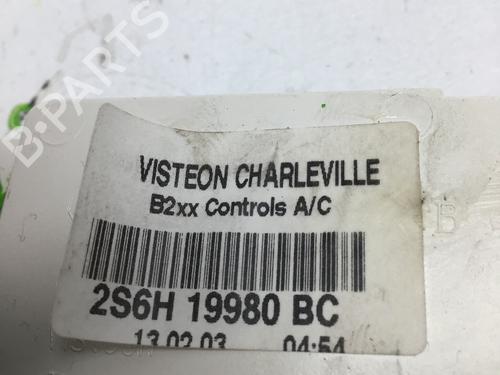 B-PARTS
VISTEON CHARLEVILLE
B2xx Controls A/C
B
2S6H 19980 BC
13.02.03 04:54